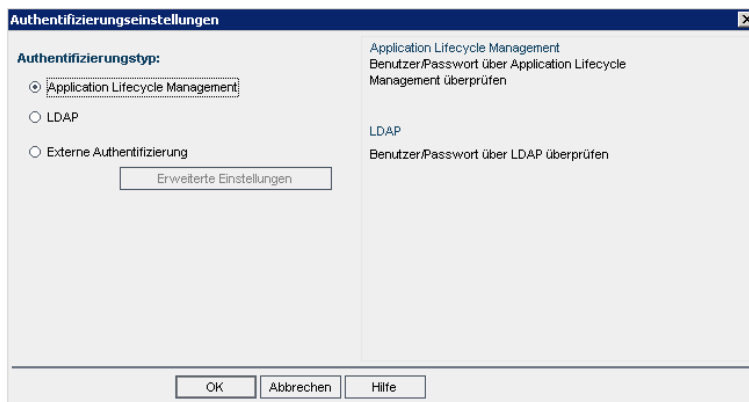 Authentifizierungseinstellungen
Authentifizierungstyp:
Application Lifecycle Management
LDAP
Externe Authentifizierung
Erweiterte Einstellungen
Application Lifecycle Management
Benutzer/Passwort über Application Lifecycle
Management überprüfen
LDAP
Benutzer/Passwort über LDAP überprüfen
OK
Abbrechen
Hilfe